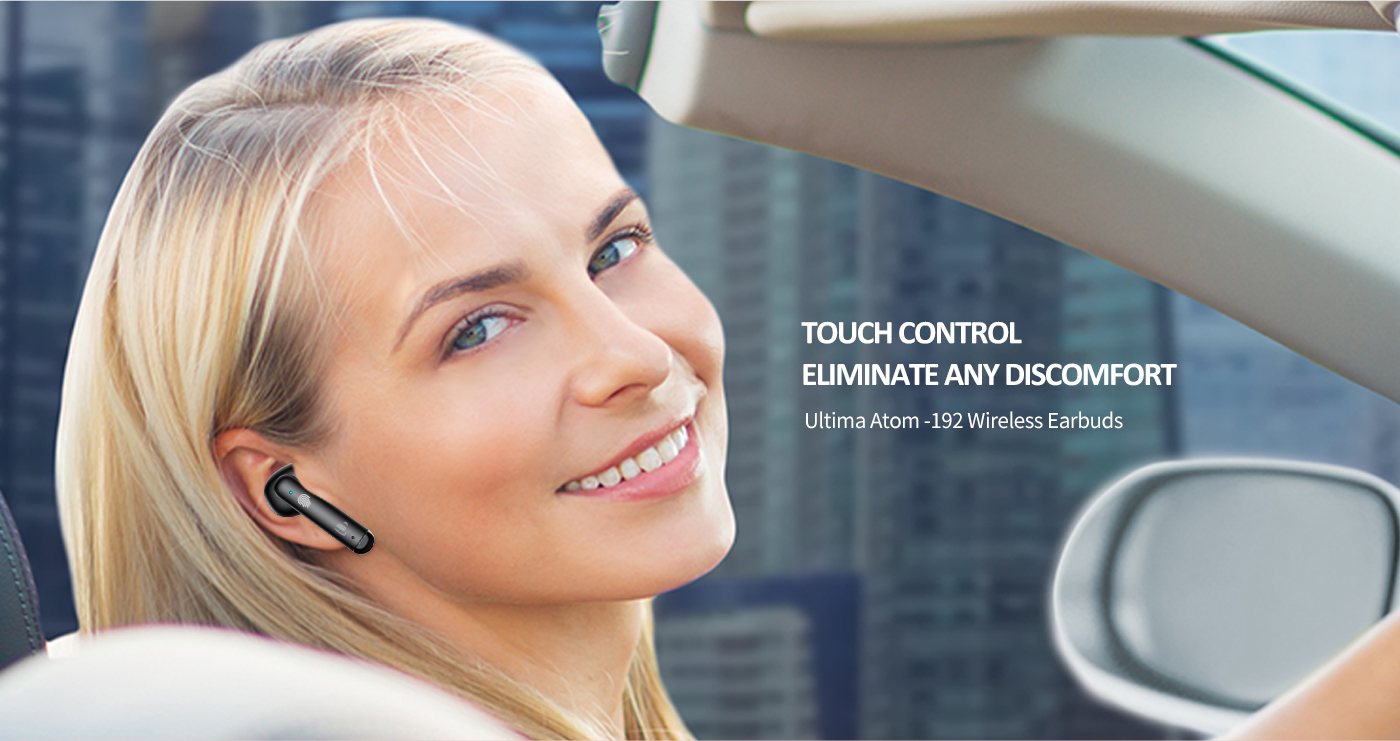 TOUCH CONTROL
ELIMINATE ANY DISCOMFORT
Ultima Atom -192 Wireless Earbuds